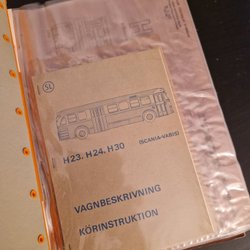 SL
H23. H24. H30
(SCANIA-VABIS)
VAGNBESKRIVNING
KÖRINSTRUKTION